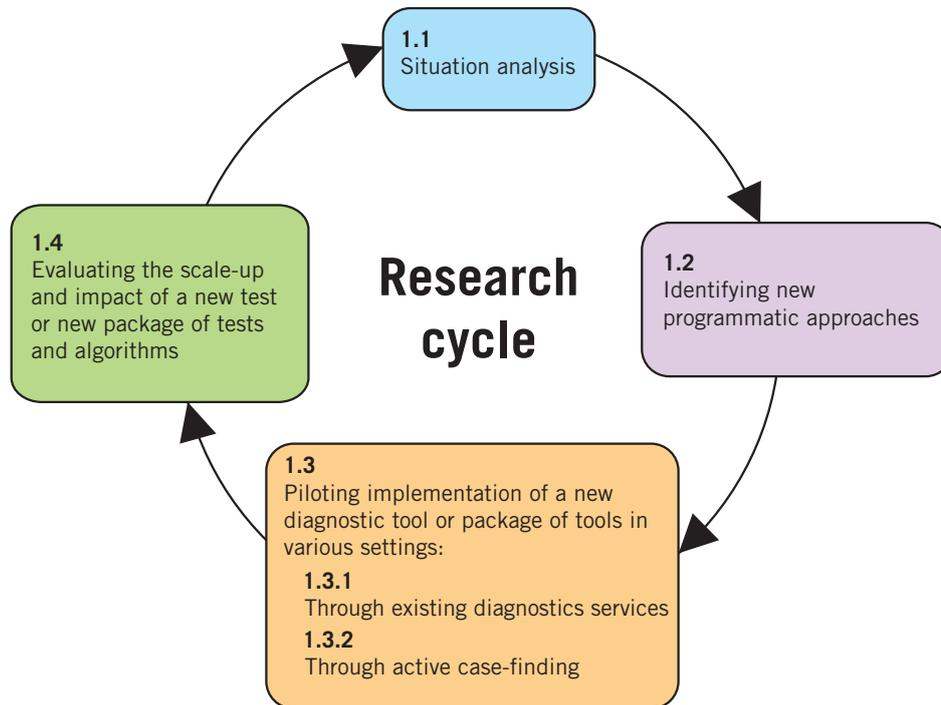 1.1
Situation analysis
1.2
Identifying new
programmatic approaches
1.3
Piloting implementation of a new
diagnostic tool or package of tools in
various settings:
1.3.1
Through existing diagnostics services
1.3.2
Through active case-finding
1.4
Evaluating the scale-up
and impact of a new test
or new package of tests
and algorithms
Research
cycle